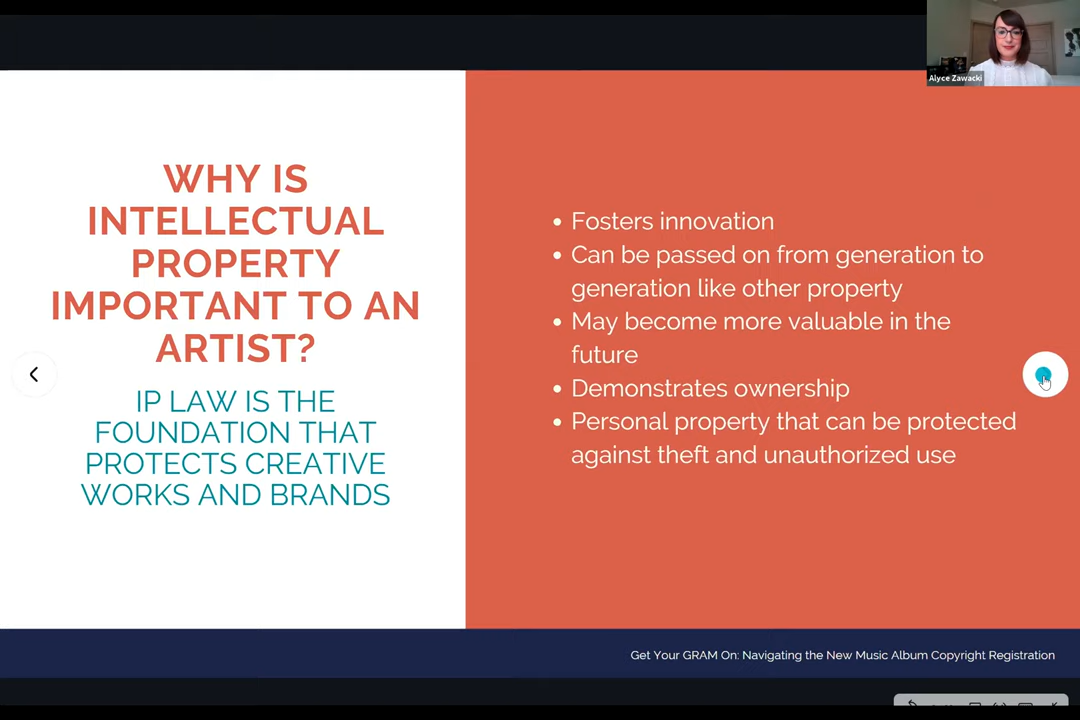 Alyce Zawacki
WHY IS
INTELLECTUAL
PROPERTY
IMPORTANT TO AN
ARTIST?
IP LAW IS THE
FOUNDATION THAT
PROTECTS CREATIVE
WORKS AND BRANDS
• Fosters innovation
• Can be passed on from generation to
generation like other property
• May become more valuable in the
future
• Demonstrates ownership
• Personal property that can be protected
against theft and unauthorized use
Get Your GRAM On: Navigating the New Music Album Copyright Registration